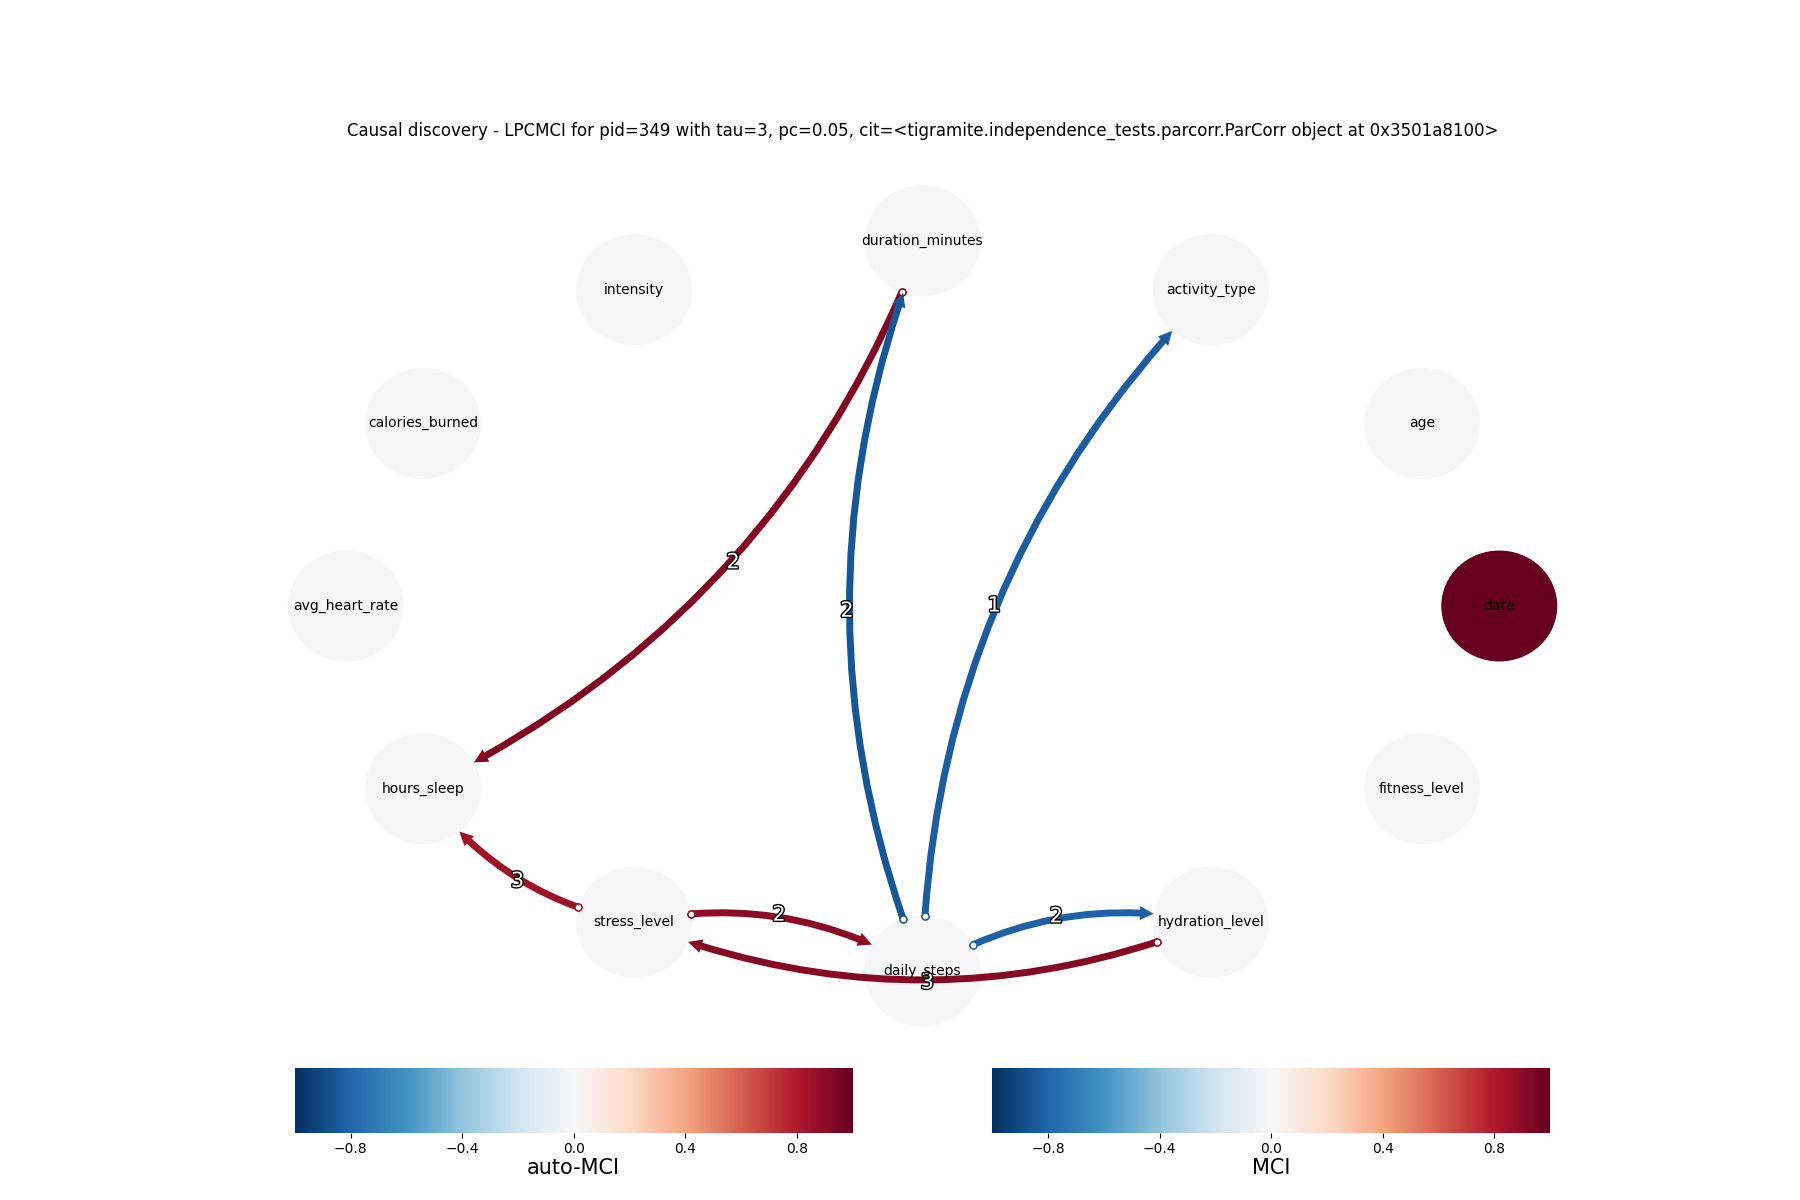 Causal discovery - LPCMCI for pid=349 with tau=3, pc=0.05, cit=<tigramite.independence_tests.parcorr.ParCorr object at 0x3501a8100>
duration_minutes
intensity
activity_type
calories_burned
age
2
2
1
avg_heart_rate
date
hours_sleep
fitness_level
3
stress_level
2
2
hydration_level
daily_steps
3
−0.8 −0.4 0.0 0.4 0.8
auto-MCI
−0.8 −0.4 0.0 0.4 0.8
MCI